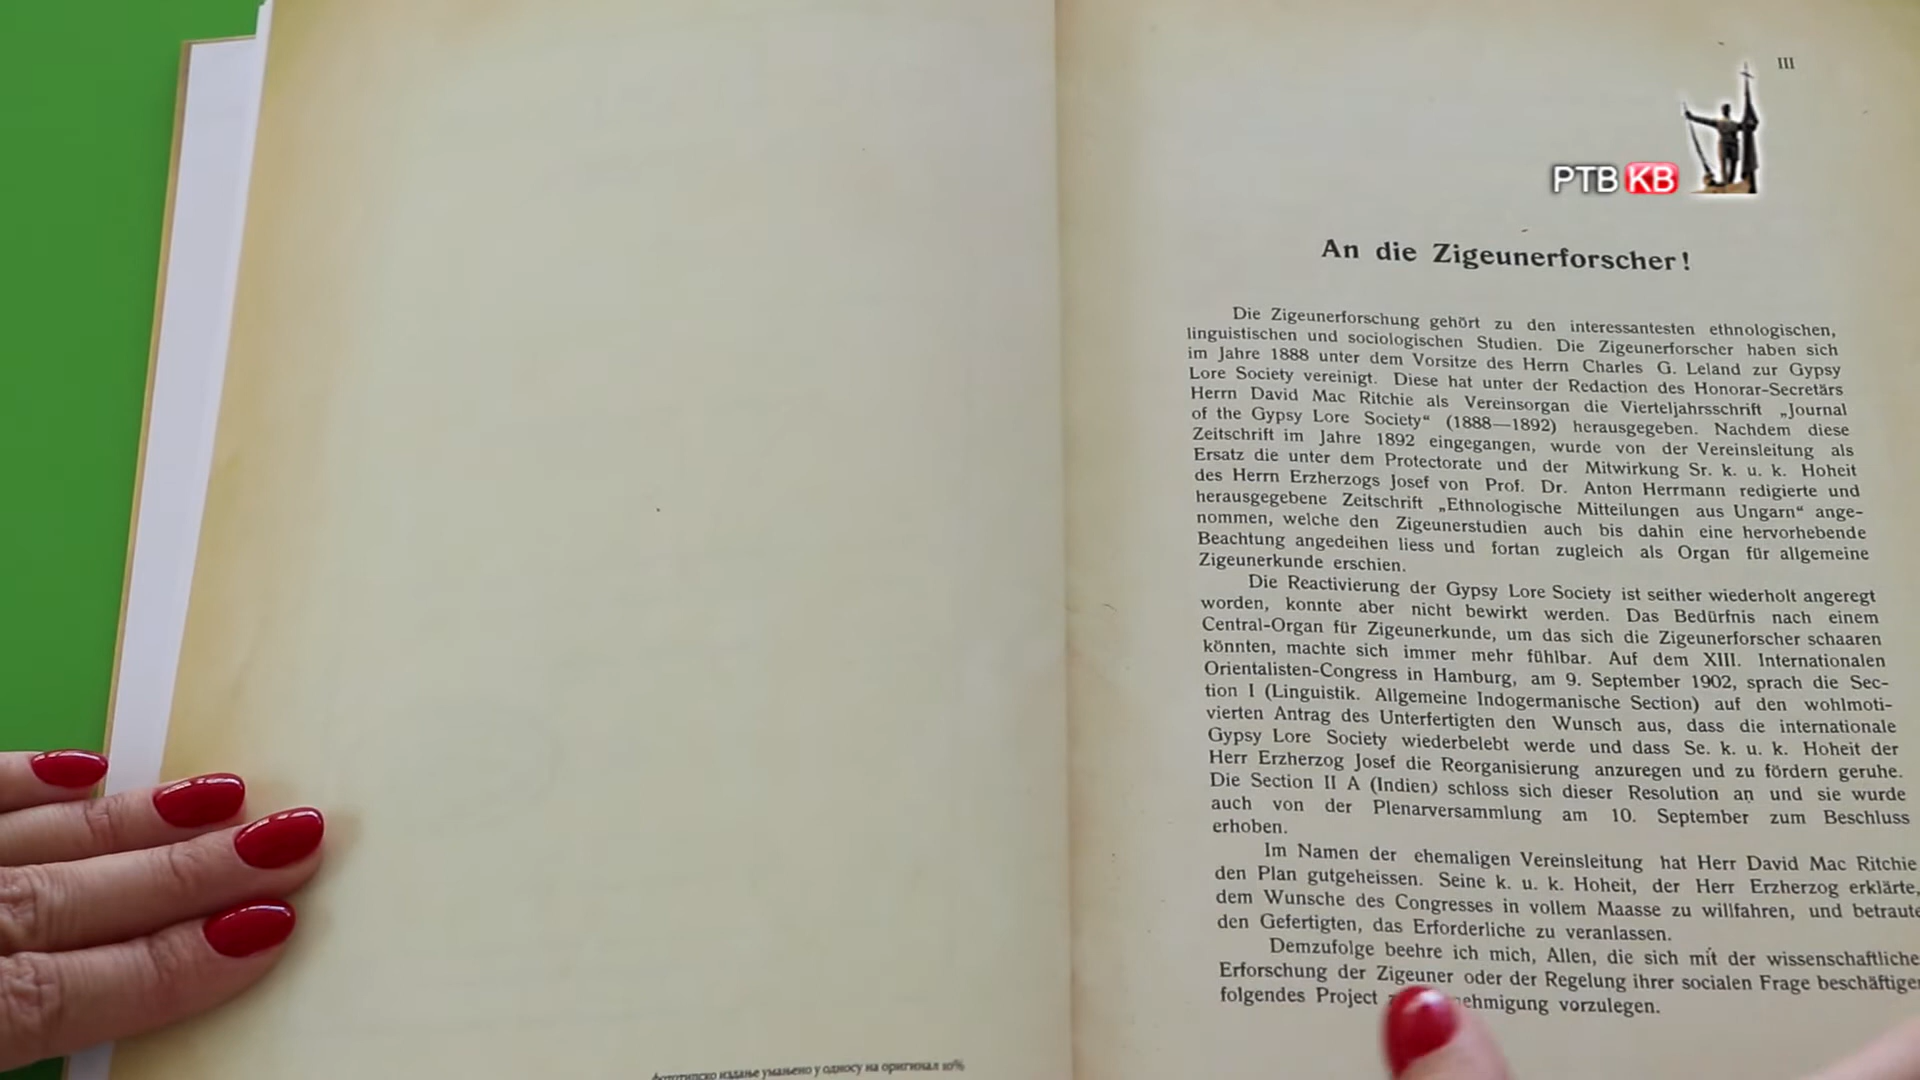 фототипско издање умањено у односу на оригинал 10%
III
РТВ КВ
An die Zigeunerforscher!
Die Zigeunerforschung gehört zu den interessantesten ethnologischen,
linguistischen und sociologischen Studien. Die Zigeunerforscher haben sich
im Jahre 1888 unter dem Vorsitze des Herrn Charles G. Leland zur Gypsy
Lore Society vereinigt. Diese hat unter der Redaction des Honorar-Secretärs
Herrn David Mac Ritchie als Vereinsorgan die Vierteljahrsschrift „Journal
of the Gypsy Lore Society“ (1888—1892) herausgegeben. Nachdem diese
Zeitschrift im Jahre 1892 eingegangen, wurde von der Vereinsleitung als
Ersatz die unter dem Protectorate und der Mitwirkung Sr. k. u. k. Hoheit
des Herrn Erzherzogs Josef von Prof. Dr. Anton Herrmann redigierte und
herausgegebene Zeitschrift „Ethnologische Mitteilungen aus Ungarn“ ange-
nommen, welche den Zigeunerstudien auch bis dahin eine hervorhebende
Beachtung angedeihen liess und fortan zugleich als Organ für allgemeine
Zigeunerkunde erschien.
Die Reactivierung der Gypsy Lore Society ist seither wiederholt angeregt
worden, konnte aber nicht bewirkt werden. Das Bedürfnis nach einem
Central-Organ für Zigeunerkunde, um das sich die Zigeunerforscher schaaren
könnten, machte sich immer mehr fühlbar. Auf dem XIII. Internationalen
Orientalisten-Congress in Hamburg, am 9. September 1902, sprach die Sec-
tion I (Linguistik. Allgemeine Indogermanische Section) auf den wohlmoti-
vierten Antrag des Unterfertigten den Wunsch aus, dass die internationale
Gypsy Lore Society wiederbelebt werde und dass Se. k. u. k. Hoheit der
Herr Erzherzog Josef die Reorganisierung anzuregen und zu fördern geruhe.
Die Section II A (Indien) schloss sich dieser Resolution an und sie wurde
auch von der Plenarversammlung am 10. September zum Beschluss
erhoben.
Im Namen der ehemaligen Vereinsleitung hat Herr David Mac Ritchie
den Plan gutgeheissen. Seine k. u. k. Hoheit, der Herr Erzherzog erklärte,
dem Wunsche des Congresses in vollem Maasse zu willfahren, und betraute
den Gefertigten, das Erforderliche zu veranlassen.
Demzufolge beehre ich mich, Allen, die sich mit der wissenschaftliche
Erforschung der Zigeuner oder der Regelung ihrer socialen Frage beschäftigen
folgendes Project vorzulegen.